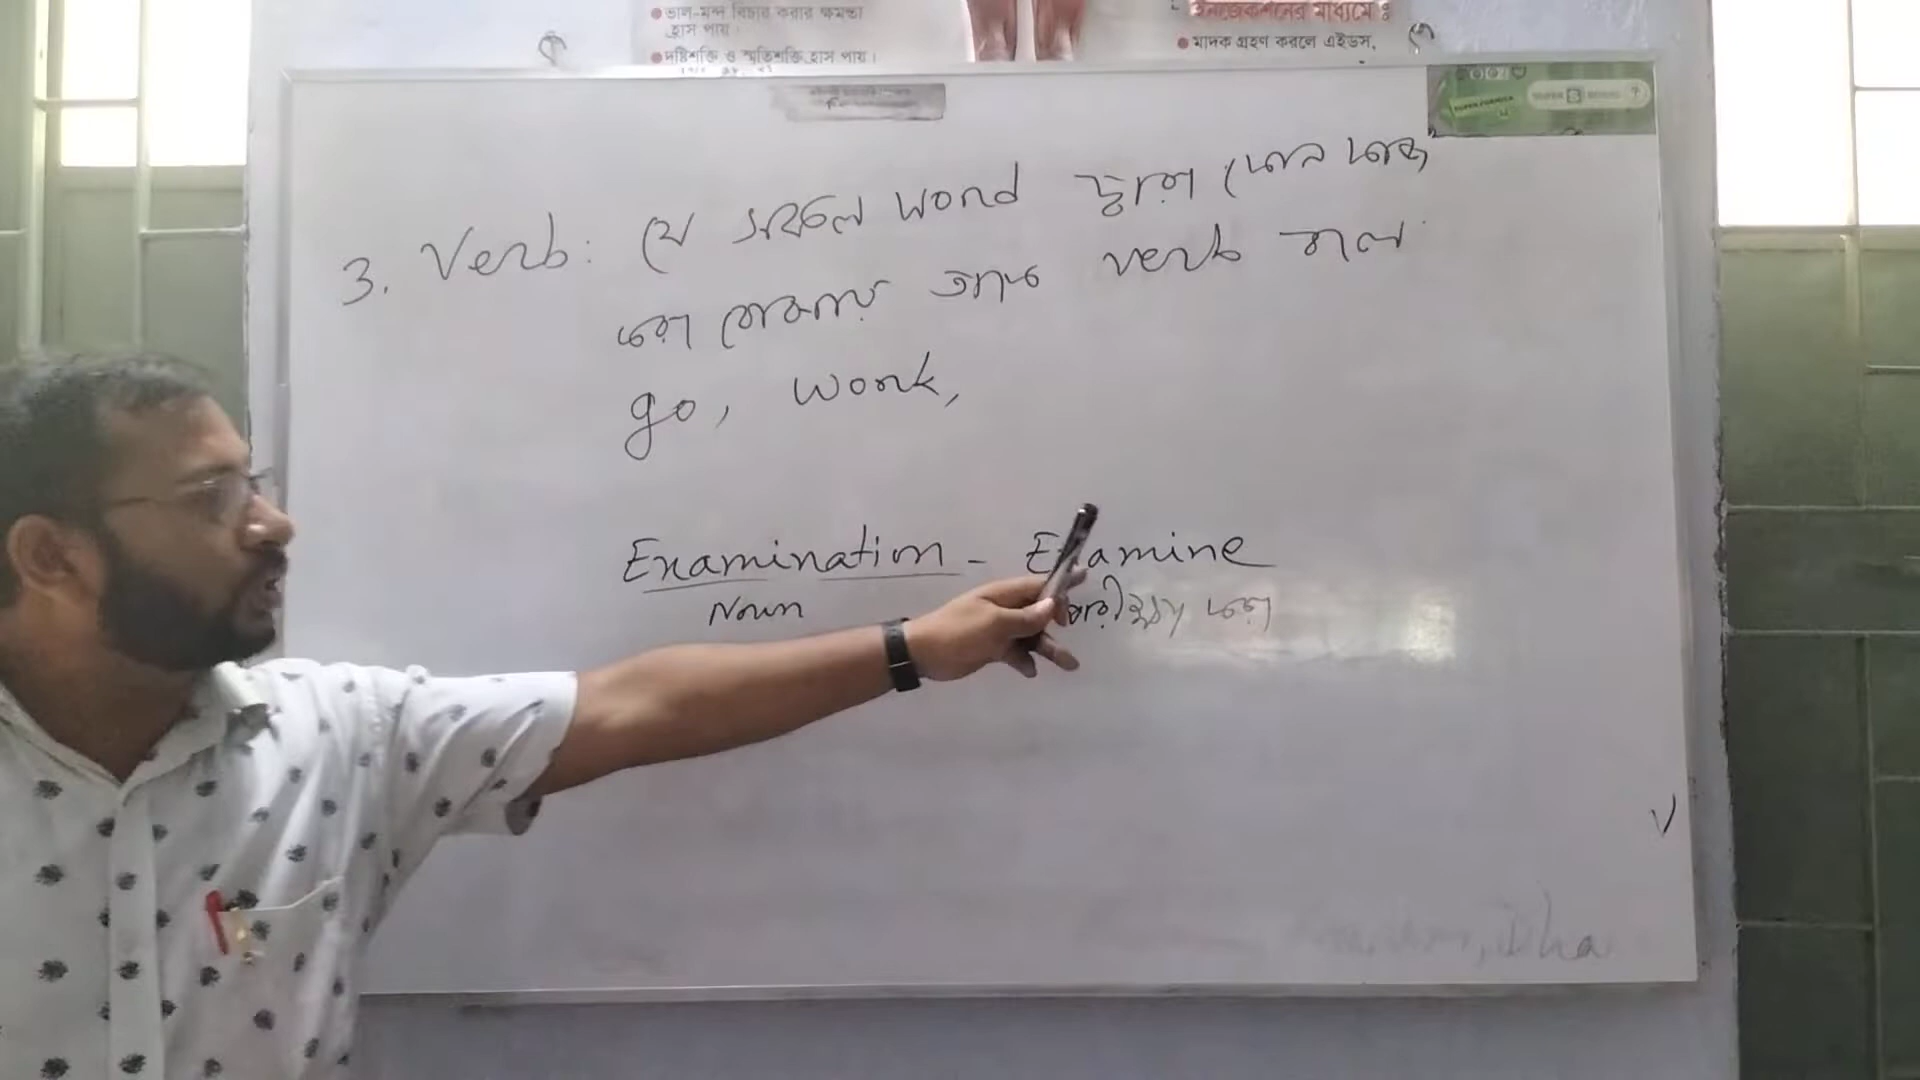 ●ভাল-মন্দ বিচার করার ক্ষমতা
হ্রাস পায়।
●দৃষ্টিশক্তি ও স্মৃতিশক্তি হ্রাস পায়।
ইনজেকশনের মাধ্যমে ঃ
●মাদক গ্রহণ করলে এইডস,
3. Verb: যে সকল word দ্বারা কোন কাজ
করা বোঝায় তাকে verb বলে
go, work,
Examination - Examine
Noun পরীক্ষা করা